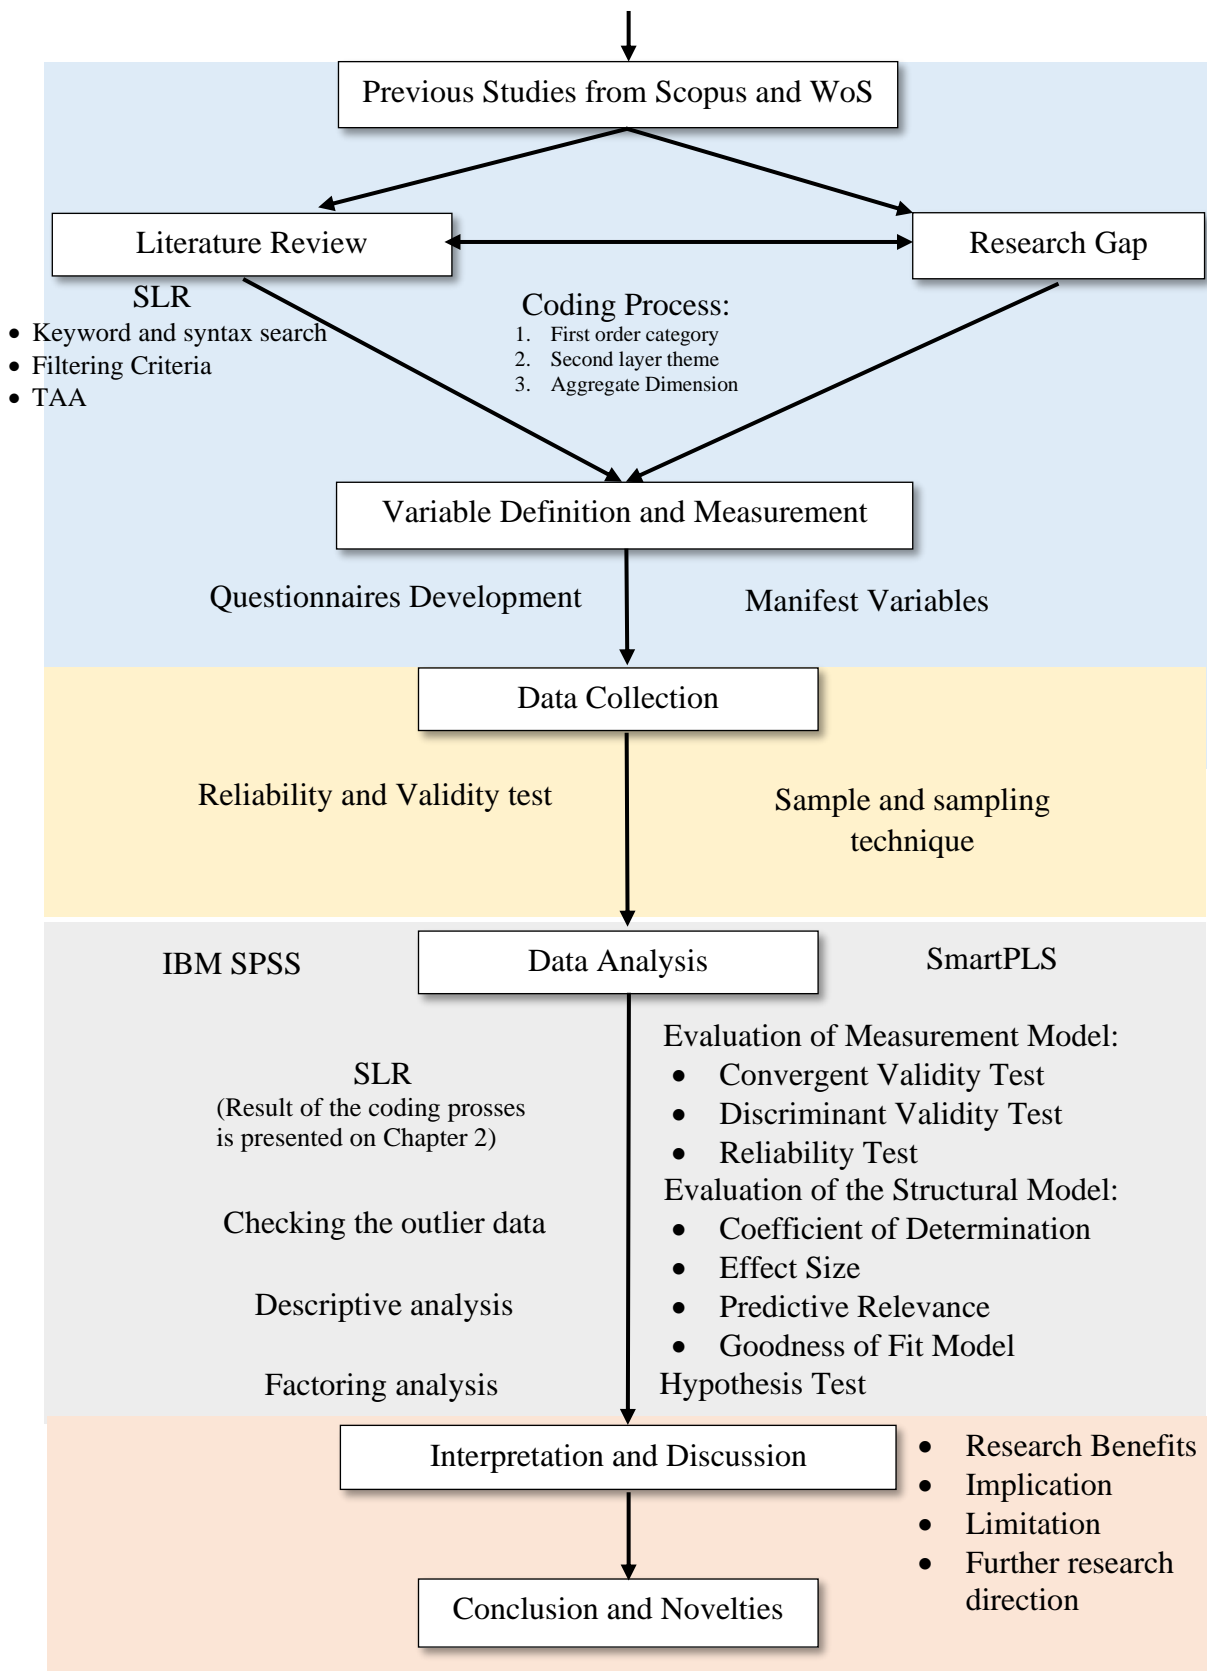 Previous Studies from Scopus and WoS
Literature Review
Research Gap
SLR
• Keyword and syntax search
• Filtering Criteria
• TAA
Coding Process:
1. First order category
2. Second layer theme
3. Aggregate Dimension
Variable Definition and Measurement
Questionnaires Development
Manifest Variables
Data Collection
Reliability and Validity test
Sample and sampling
technique
IBM SPSS
Data Analysis
SmartPLS
SLR
(Result of the coding prosses
is presented on Chapter 2)
Checking the outlier data
Descriptive analysis
Factoring analysis
Evaluation of Measurement Model:
• Convergent Validity Test
• Discriminant Validity Test
• Reliability Test
Evaluation of the Structural Model:
• Coefficient of Determination
• Effect Size
• Predictive Relevance
• Goodness of Fit Model
Hypothesis Test
Interpretation and Discussion
• Research Benefits
• Implication
• Limitation
• Further research
direction
Conclusion and Novelties